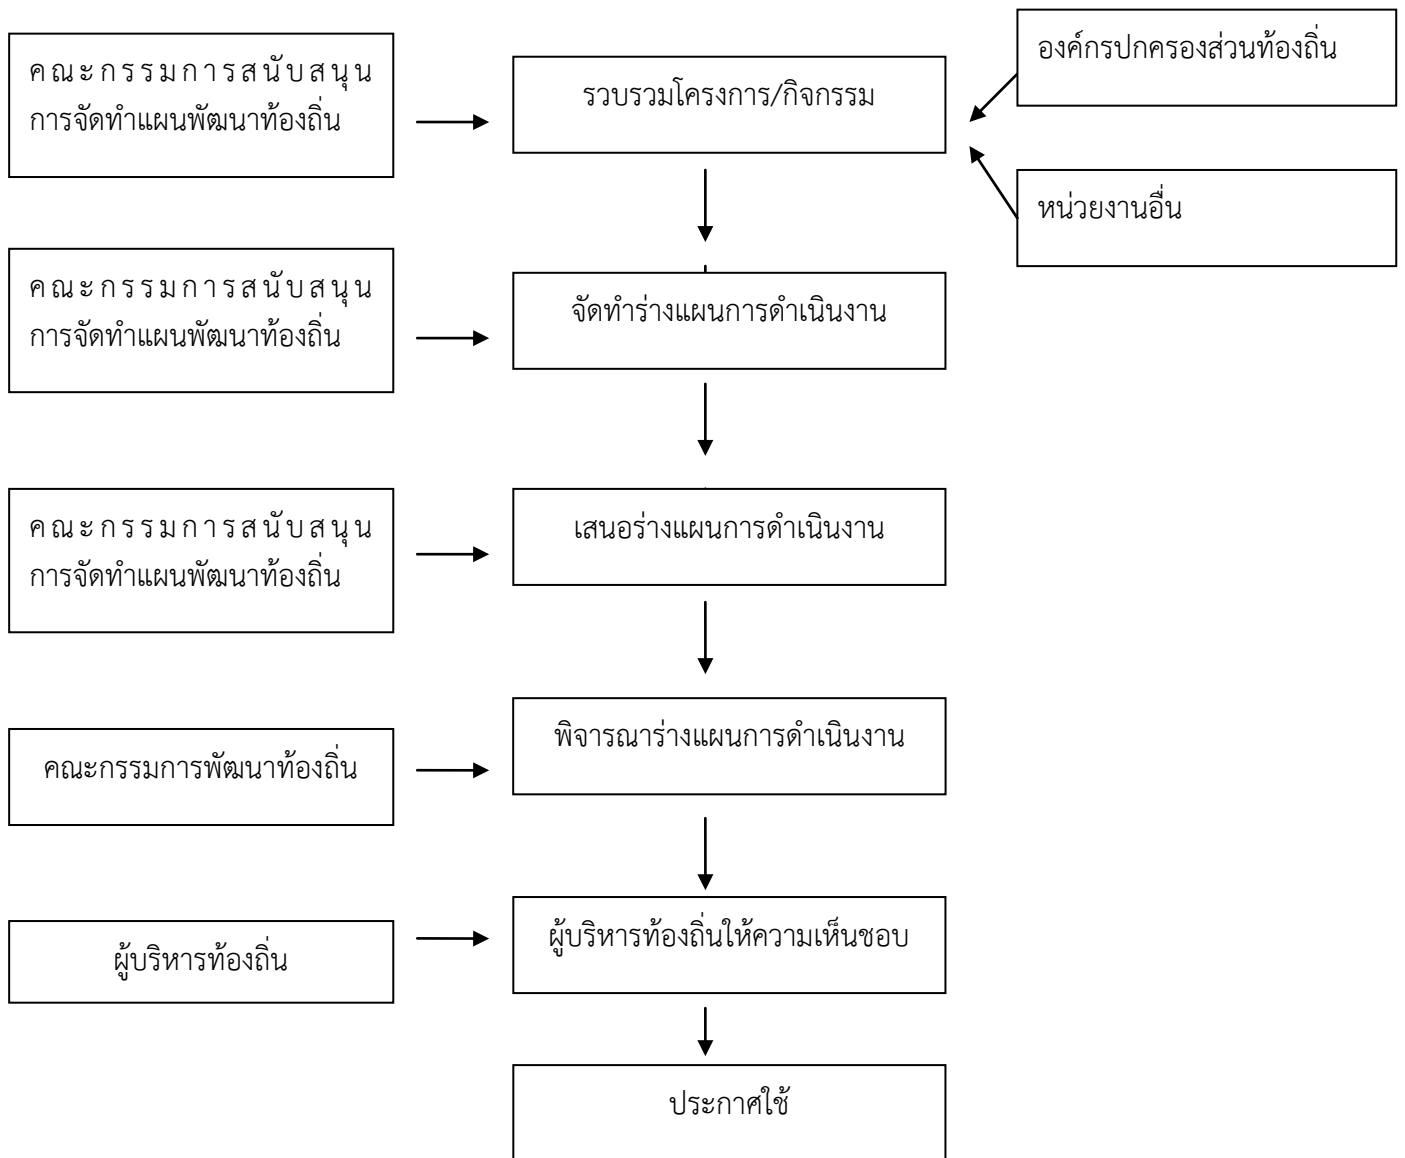 คณะกรรมการสนับสนุน
การจัดทำแผนพัฒนาท้องถิ่น
รวบรวมโครงการ/กิจกรรม
องค์กรปกครองส่วนท้องถิ่น
หน่วยงานอื่น
คณะกรรมการสนับสนุน
การจัดทำแผนพัฒนาท้องถิ่น
จัดทำร่างแผนการดำเนินงาน
คณะกรรมการสนับสนุน
การจัดทำแผนพัฒนาท้องถิ่น
เสนอร่างแผนการดำเนินงาน
คณะกรรมการพัฒนาท้องถิ่น
พิจารณาร่างแผนการดำเนินงาน
ผู้บริหารท้องถิ่น
ผู้บริหารท้องถิ่นให้ความเห็นชอบ
ประกาศใช้